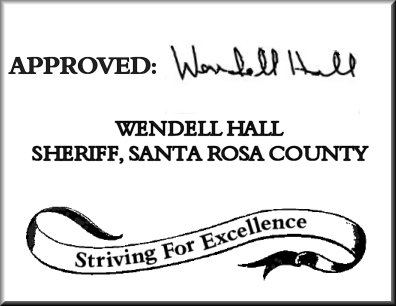 APPROVED: Wendell Hall
WENDELL HALL
SHERIFF, SANTA ROSA COUNTY
Striving For Excellence